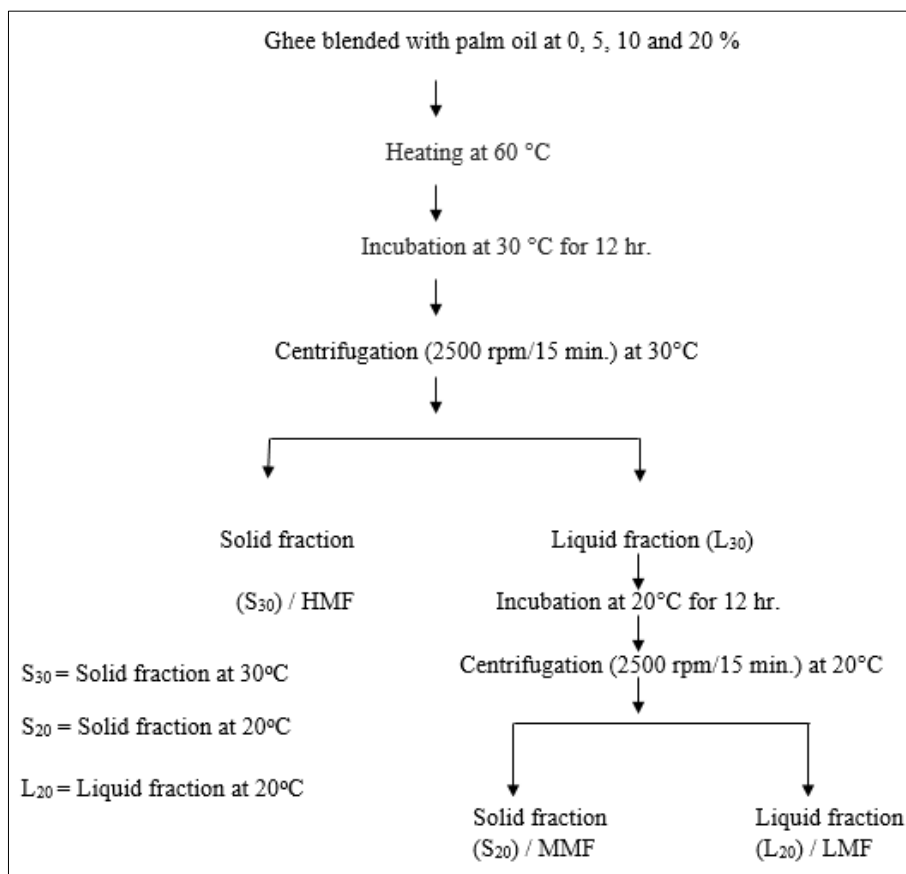 Ghee blended with palm oil at 0, 5, 10 and 20 %
Heating at 60 °C
Incubation at 30 °C for 12 hr.
Centrifugation (2500 rpm/15 min.) at 30°C
Solid fraction
(S₃₀) / HMF
Liquid fraction (L₃₀)
Incubation at 20°C for 12 hr.
Centrifugation (2500 rpm/15 min.) at 20°C
Solid fraction
(S₂₀) / MMF
Liquid fraction
(L₂₀) / LMF
S₃₀ = Solid fraction at 30ºC
S₂₀ = Solid fraction at 20ºC
L₂₀ = Liquid fraction at 20ºC